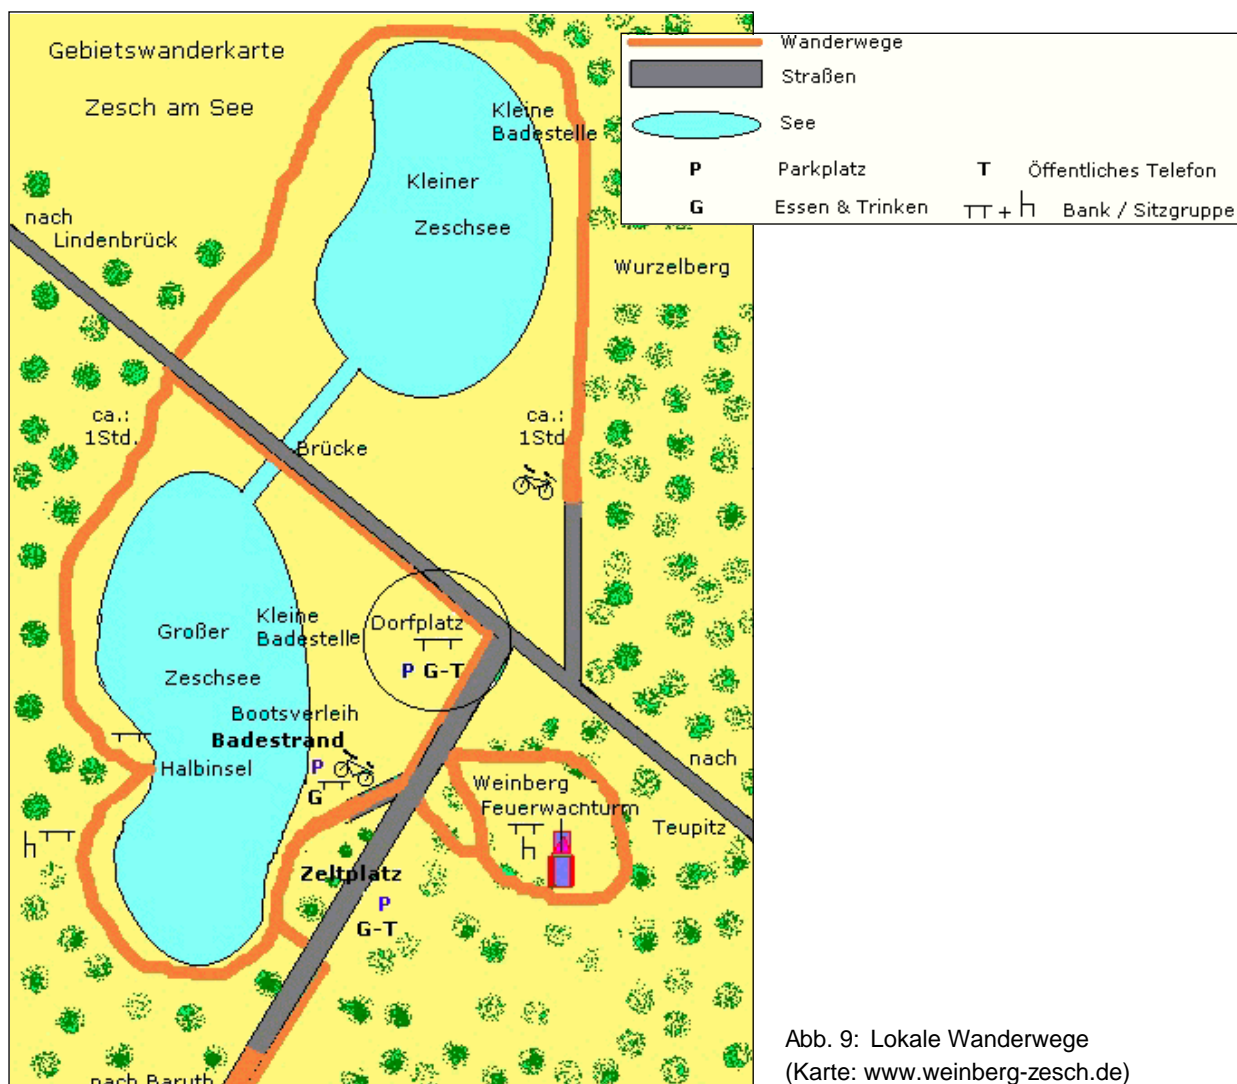 Gebietswanderkarte
Zesch am See
Wanderwege
Straßen
See
P Parkplatz T Öffentliches Telefon
G Essen & Trinken + Bank / Sitzgruppe
Kleine
Badestelle
Kleiner
Zeschsee
nach
Lindenbrück
Wurzelberg
ca.:
1Std.
ca.:
1Std.
Brücke
Kleine
Badestelle
Dorfplatz
P G-T
Großer
Zeschsee
Bootsverleih
Badestrand
Halbinsel
P
G
nach
Teupitz
Weinberg
Feuerwachturm
Zeltplatz
P
G-T
nach Baruth
Abb. 9: Lokale Wanderwege
(Karte: www.weinberg-zesch.de)